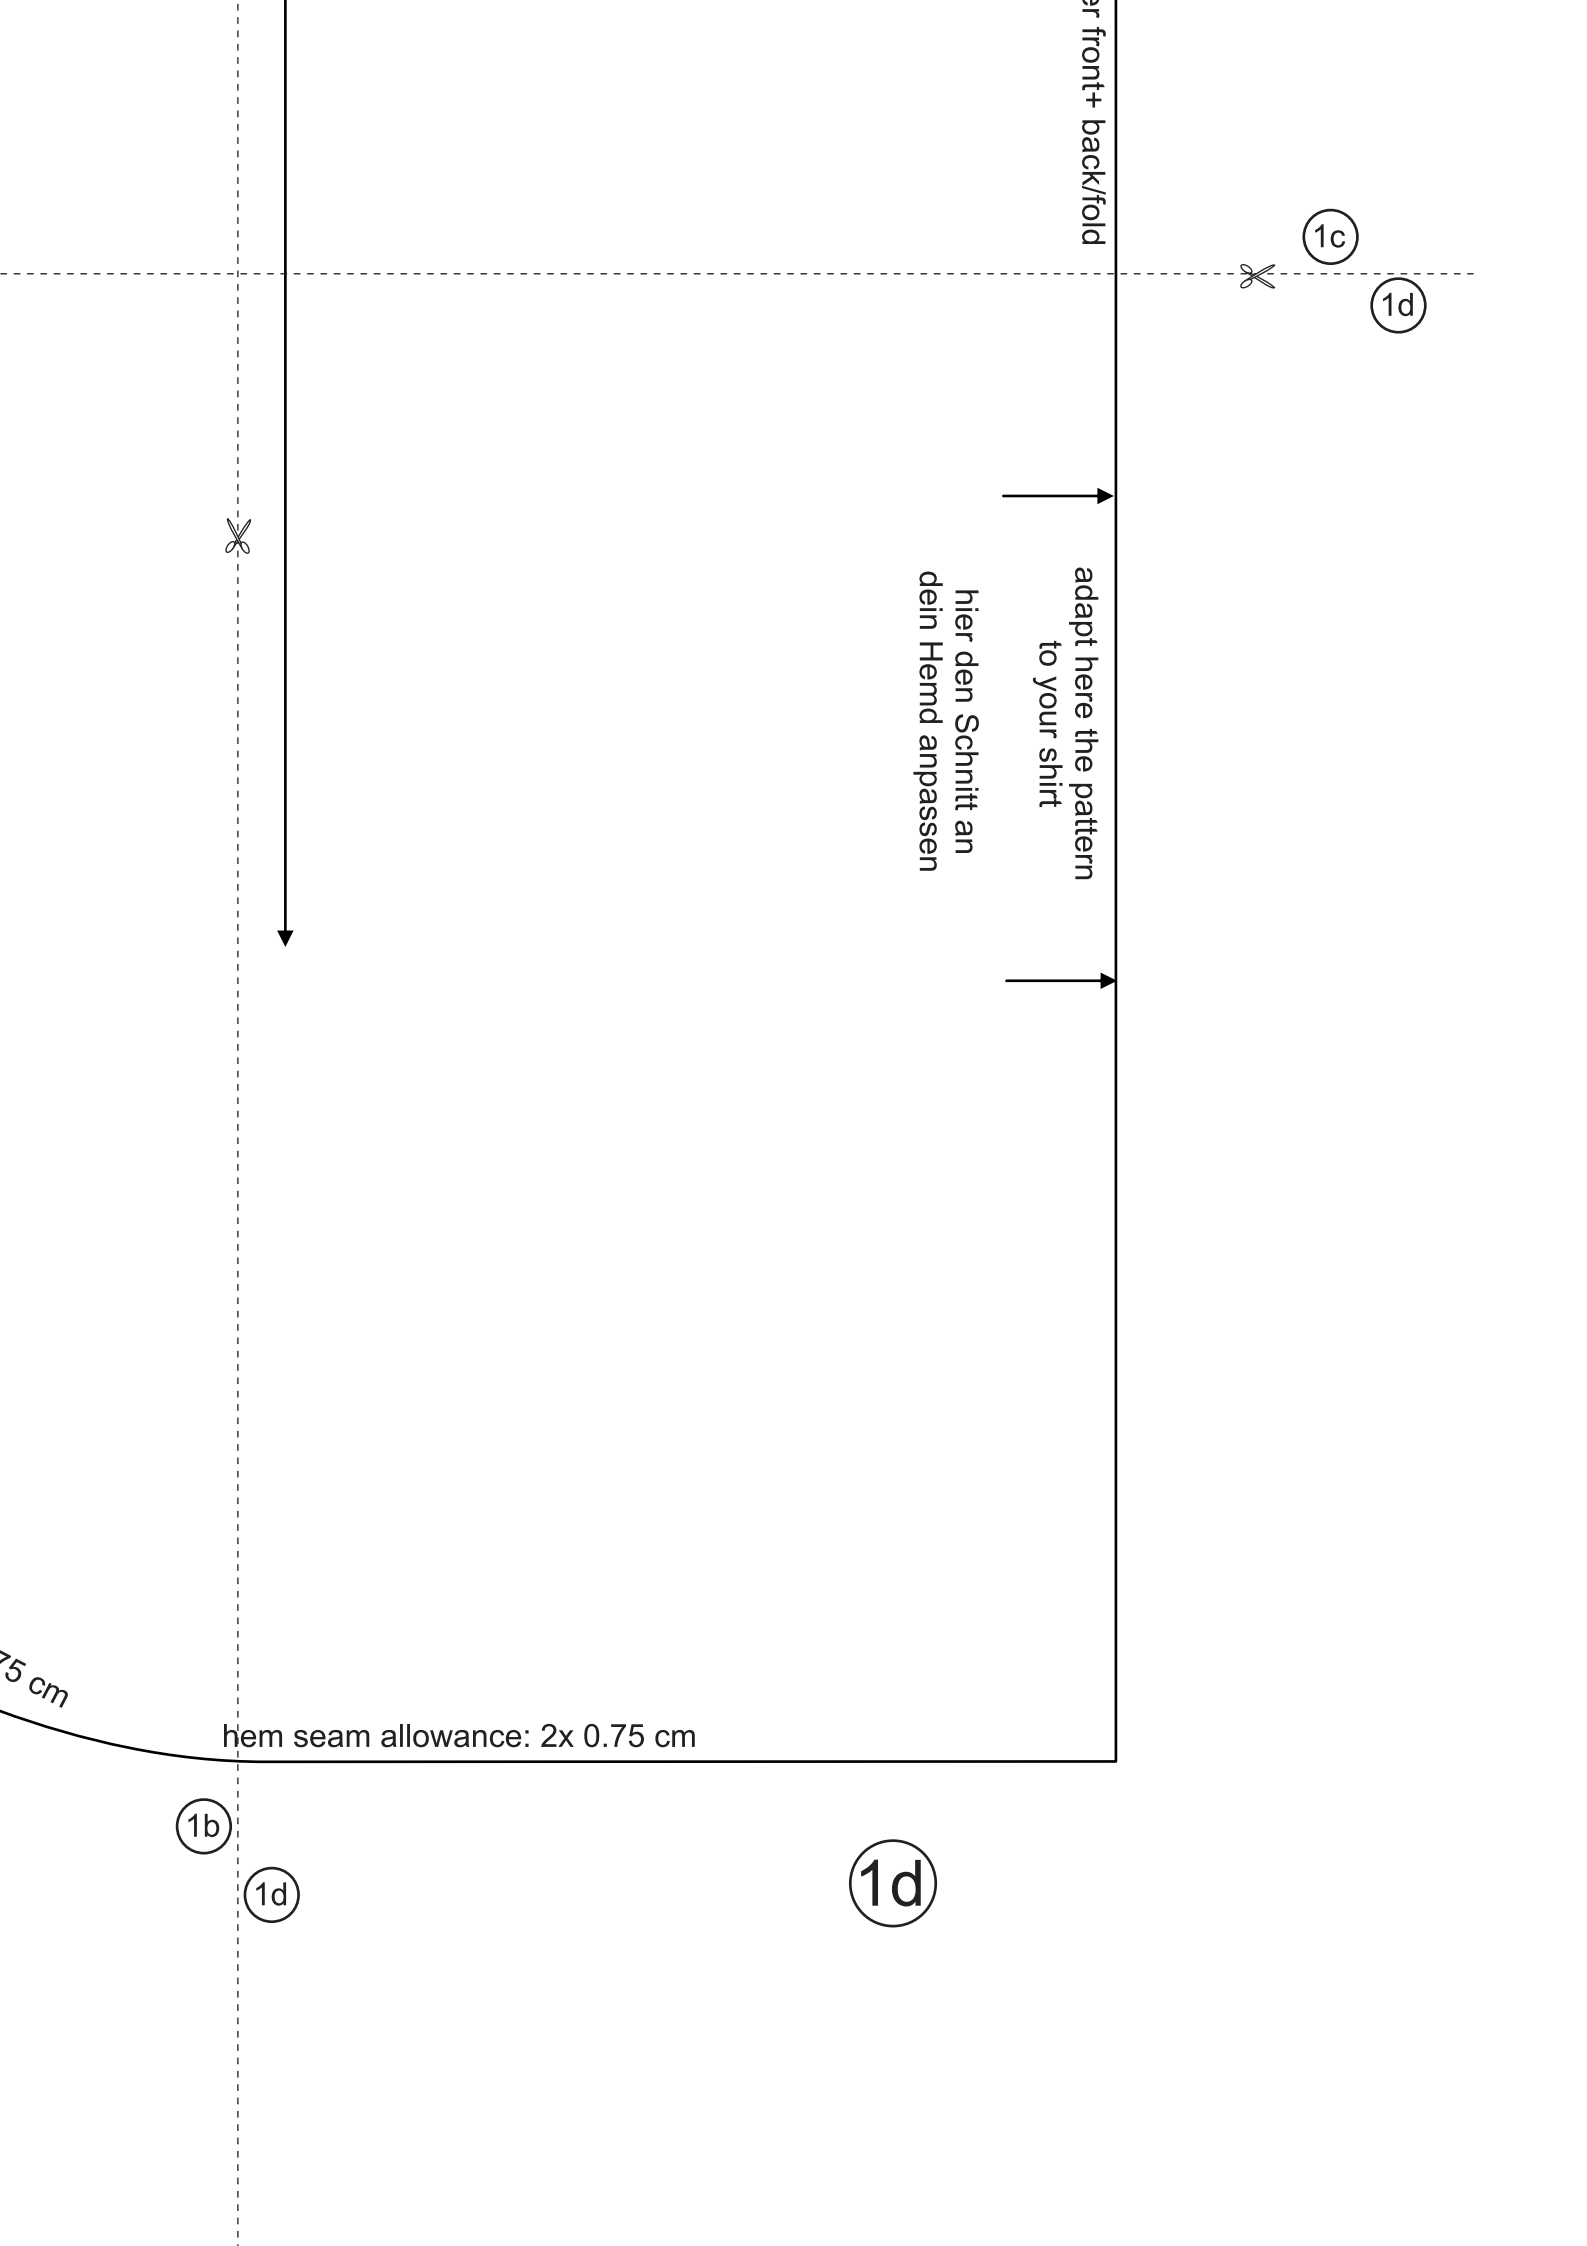 front+ back/fold
1c
1d
adapt here the pattern
to your shirt
hier den Schnitt an
dein Hemd anpassen
75 cm
hem seam allowance: 2x 0.75 cm
1b
1d
1d